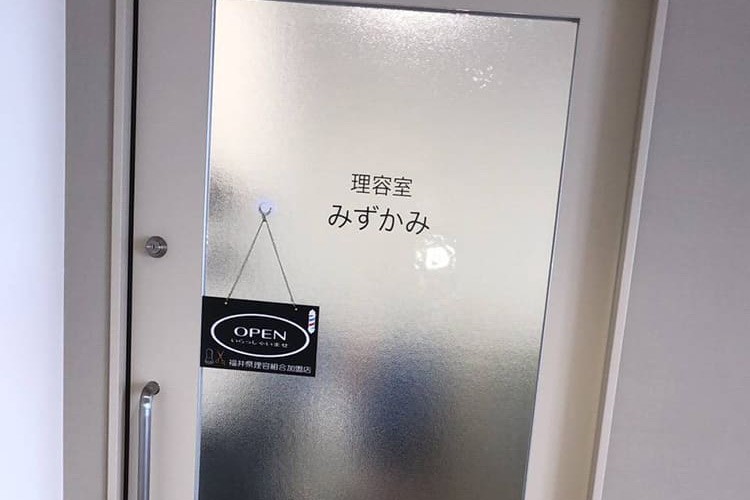 理容室
みずかみ
OPEN
いらっしゃいませ
福井県理容組合加盟店